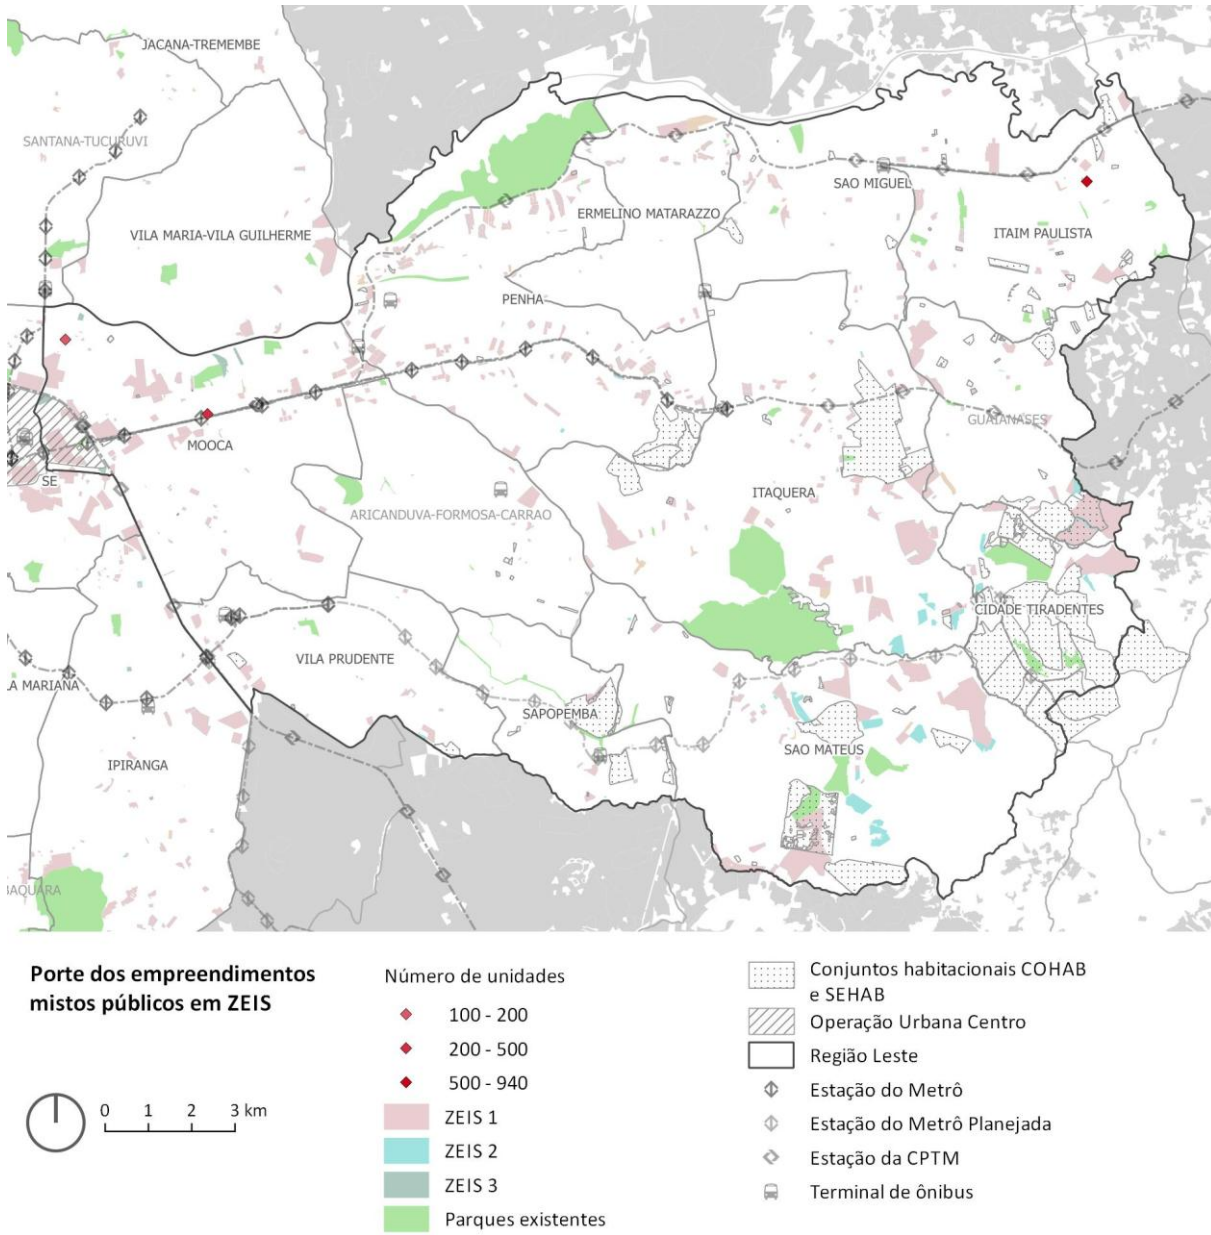 JACANA-TREMEMBE
SANTANA-TUCURUVI
VILA MARIA-VILA GUILHERME
SAO MIGUEL
ERMELINO MATARAZZO
ITAIM PAULISTA
PENHA
MOOCA
GUAIANASES
SE
ITAQUERA
ARICANDUVA-FORMOSA-CARRAO
CIDADE TIRADENTES
VILA PRUDENTE
LA MARIANA
SAPOPEMBA
SAO MATEUS
IPIRANGA
BAQUARA
Porte dos empreendimentos
mistos públicos em ZEIS
0 1 2 3 km
Número de unidades
100 - 200
200 - 500
500 - 940
ZEIS 1
ZEIS 2
ZEIS 3
Parques existentes
Conjuntos habitacionais COHAB
e SEHAB
Operação Urbana Centro
Região Leste
Estação do Metrô
Estação do Metrô Planejada
Estação da CPTM
Terminal de ônibus